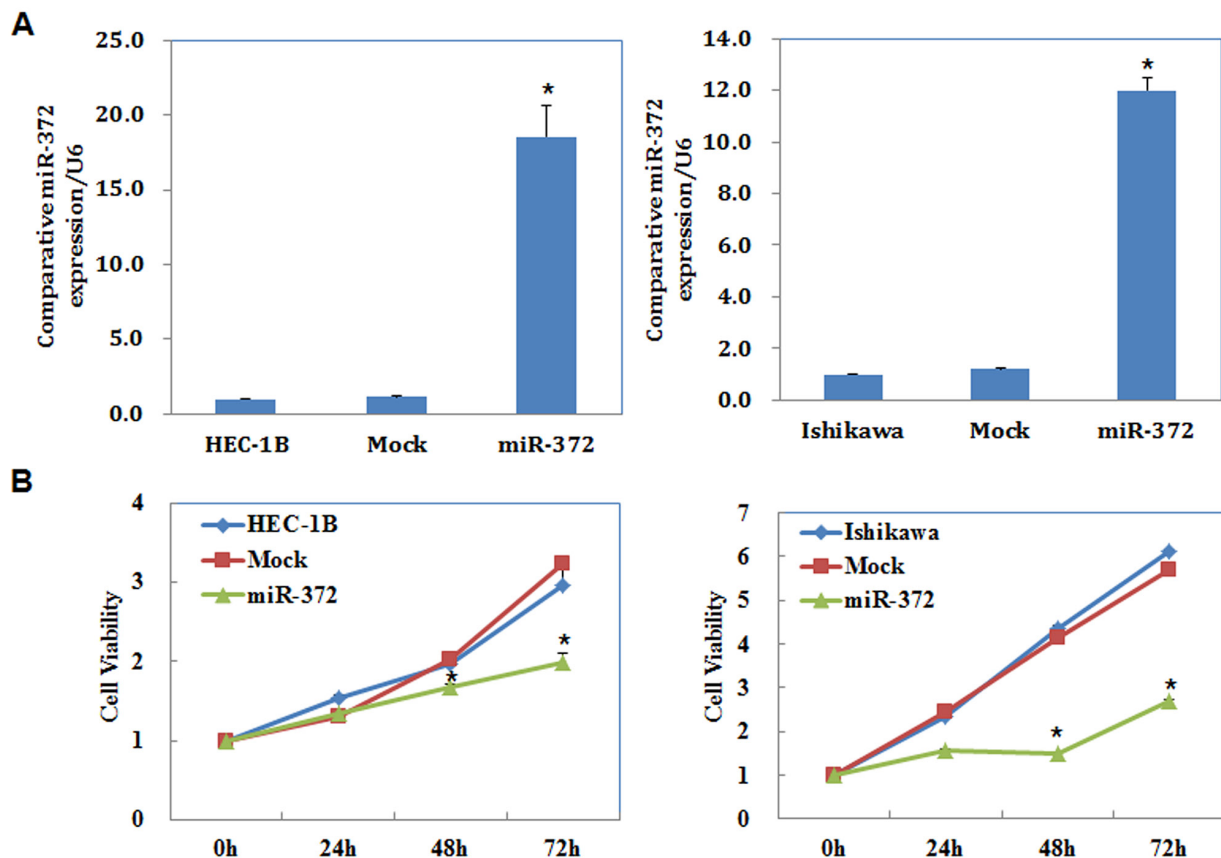 A
Comparative miR-372
expression/U6
25.0
20.0
15.0
10.0
5.0
0.0
*
HEC-1B Mock miR-372
Comparative miR-372
expression/U6
14.0
12.0
10.0
8.0
6.0
4.0
2.0
0.0
*
Ishikawa Mock miR-372
B
Cell Viability
4
3
2
1
0
HEC-1B
Mock
miR-372
*
*
0h 24h 48h 72h
Cell Viability
7
6
5
4
3
2
1
0
Ishikawa
Mock
miR-372
*
*
0h 24h 48h 72h